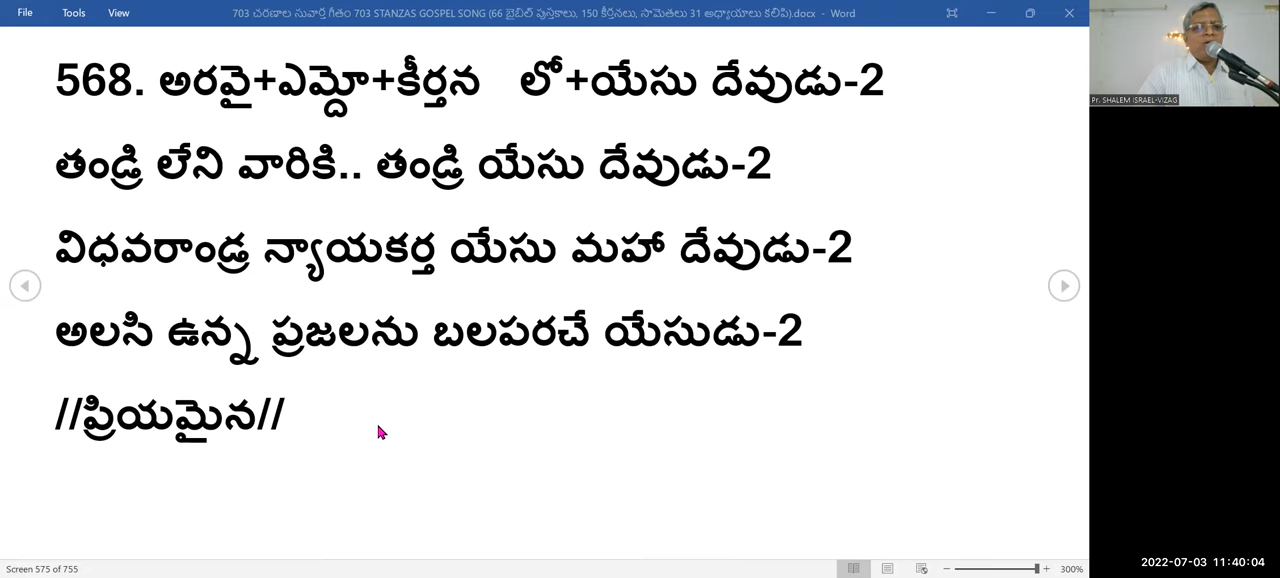 File Tools View 703 చరణాల సువార్త గీతం 703 STANZAS GOSPEL SONG (66 బైబిల్ పుస్తకాలు, 150 కీర్తనలు, సామెతలు 31 అధ్యాయాలు కలిపి).docx - Word
568. అరవై+ఎమ్దో+కీర్తన లో+యేసు దేవుడు-2
తండ్రి లేని వారికి.. తండ్రి యేసు దేవుడు-2
విధవరాండ్ర న్యాయకర్త యేసు మహా దేవుడు-2
అలసి ఉన్న ప్రజలను బలపరచే యేసుడు-2
//ప్రియమైన//
Pr. SHALEM ISRAEL-VIZAG
2022-07-03 11:40:04
Screen 575 of 755
300%